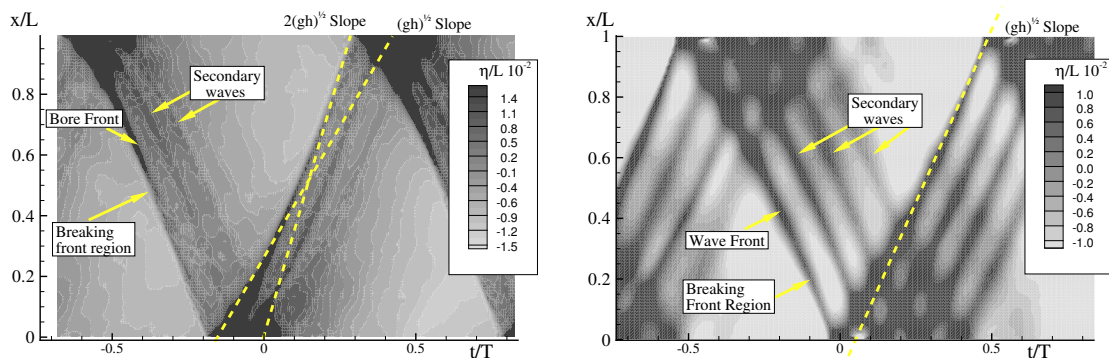 x/L
2(gh)^½ Slope
(gh)^½ Slope
1
0.8
0.6
0.4
0.2
0
-0.5
0
0.5
t/T
Secondary
waves
Bore Front
Breaking
front region
η/L 10⁻²
1.4
1.1
0.8
0.5
0.2
-0.1
-0.4
-0.6
-0.9
-1.2
-1.5
x/L
(gh)^½ Slope
1
0.8
0.6
0.4
0.2
0
-0.5
0
0.5
t/T
Secondary
waves
Wave Front
Breaking
Front Region
η/L 10⁻²
1.0
0.8
0.6
0.4
0.2
0.0
-0.2
-0.4
-0.6
-0.8
-1.0